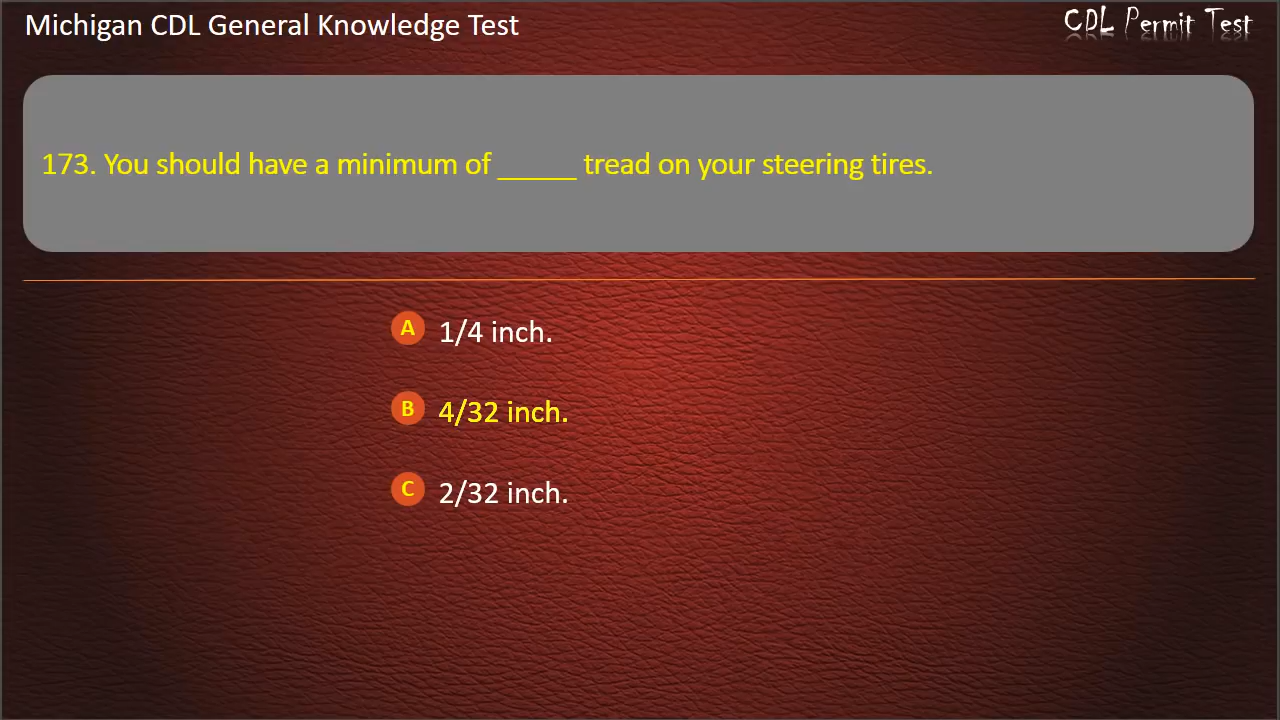 Michigan CDL General Knowledge Test
CDL Permit Test
173. You should have a minimum of _____ tread on your steering tires.
A 1/4 inch.
B 4/32 inch.
C 2/32 inch.